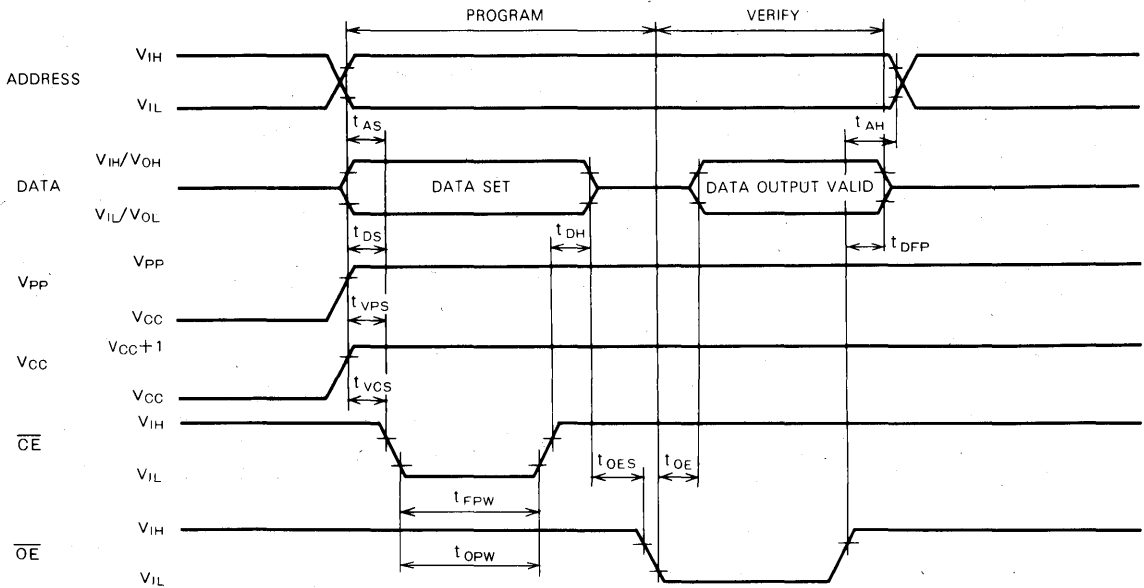 PROGRAM VERIFY
VIH
ADDRESS
VIL
tAS tAH
VIH/VOH
DATA DATA SET DATA OUTPUT VALID
VIL/VOL
tDS tDH tDFP
VPP
VPP
tVPS
VCC
VCC+1
VCC
tVCS
VCC
VIH
CE
tOES tOE
VIL
tFPW
VIH
OE
tOPW
VIL